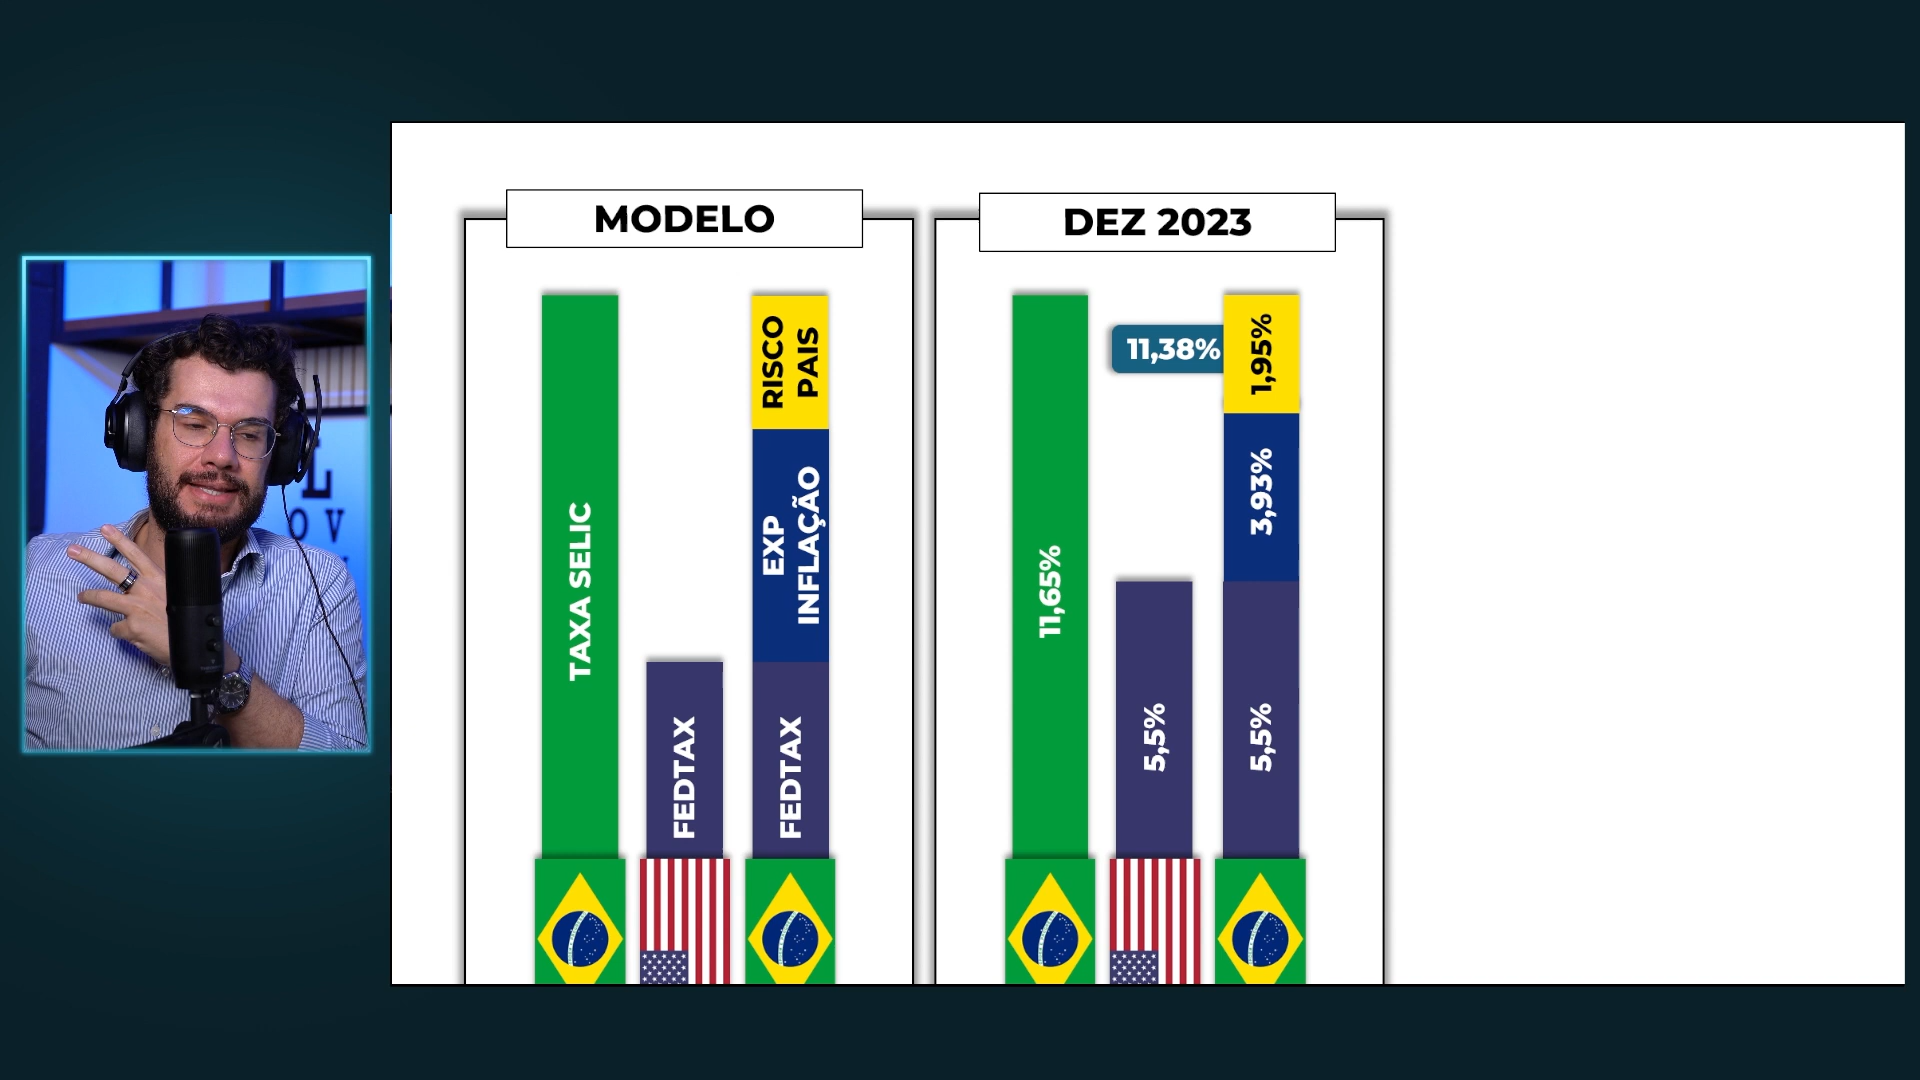 MODELO
TAXA SELIC
FEDTAX
RISCO
PAIS
EXP
INFLAÇÃO
FEDTAX
DEZ 2023
11,65%
5,5%
11,38%
1,95%
3,93%
5,5%
L
O V